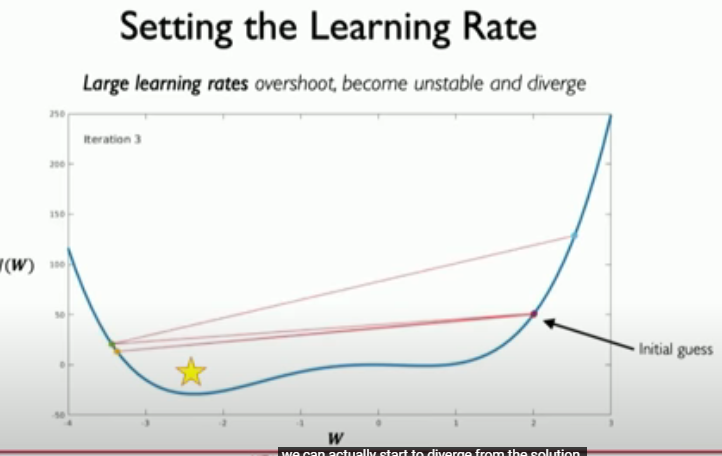 Setting the Learning Rate
Large learning rates overshoot, become unstable and diverge
250
Iteration 3
200
150
(W)
100
50
0
Initial guess
-50
-4 -3 -2 -1 0 1 2 3
W
we can actually start to diverge from the solution